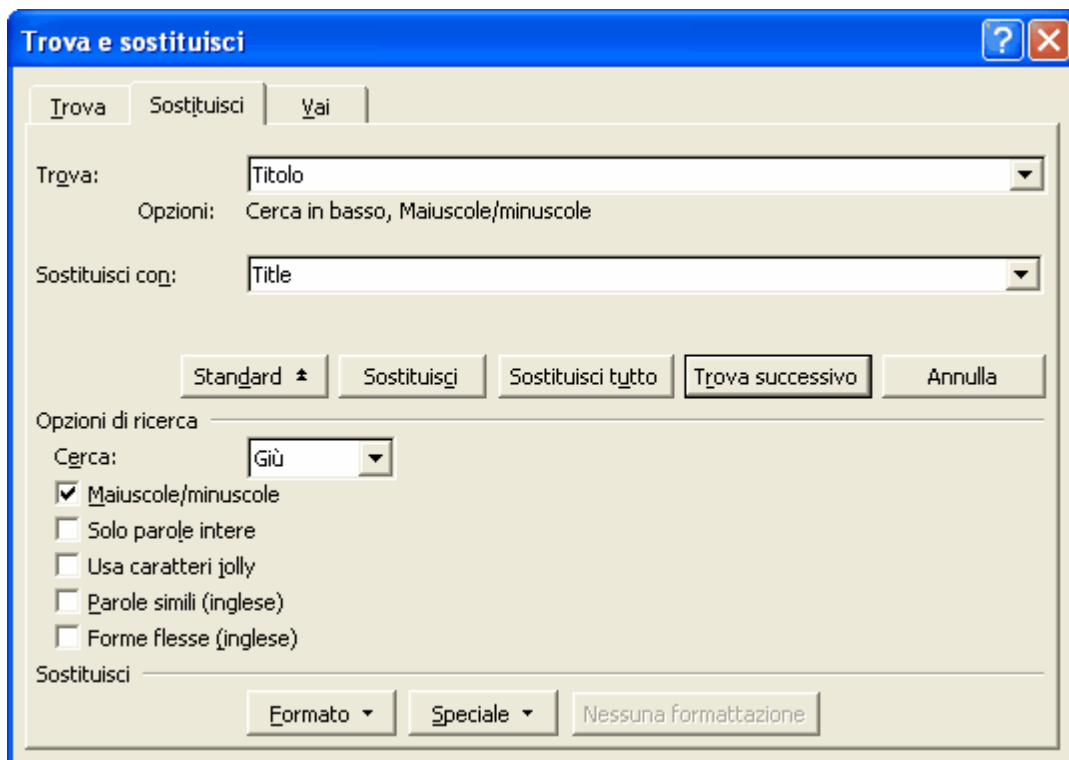 Trova e sostituisci
Trova Sostituisci Vai
Trova: Titolo
Opzioni: Cerca in basso, Maiuscole/minuscole
Sostituisci con: Title
Standard Sostituisci Sostituisci tutto Trova successivo Annulla
Opzioni di ricerca
Cerca: Giù
Maiuscole/minuscole
Solo parole intere
Usa caratteri jolly
Parole simili (inglese)
Forme flesse (inglese)
Sostituisci
Formato Speciale Nessuna formattazione